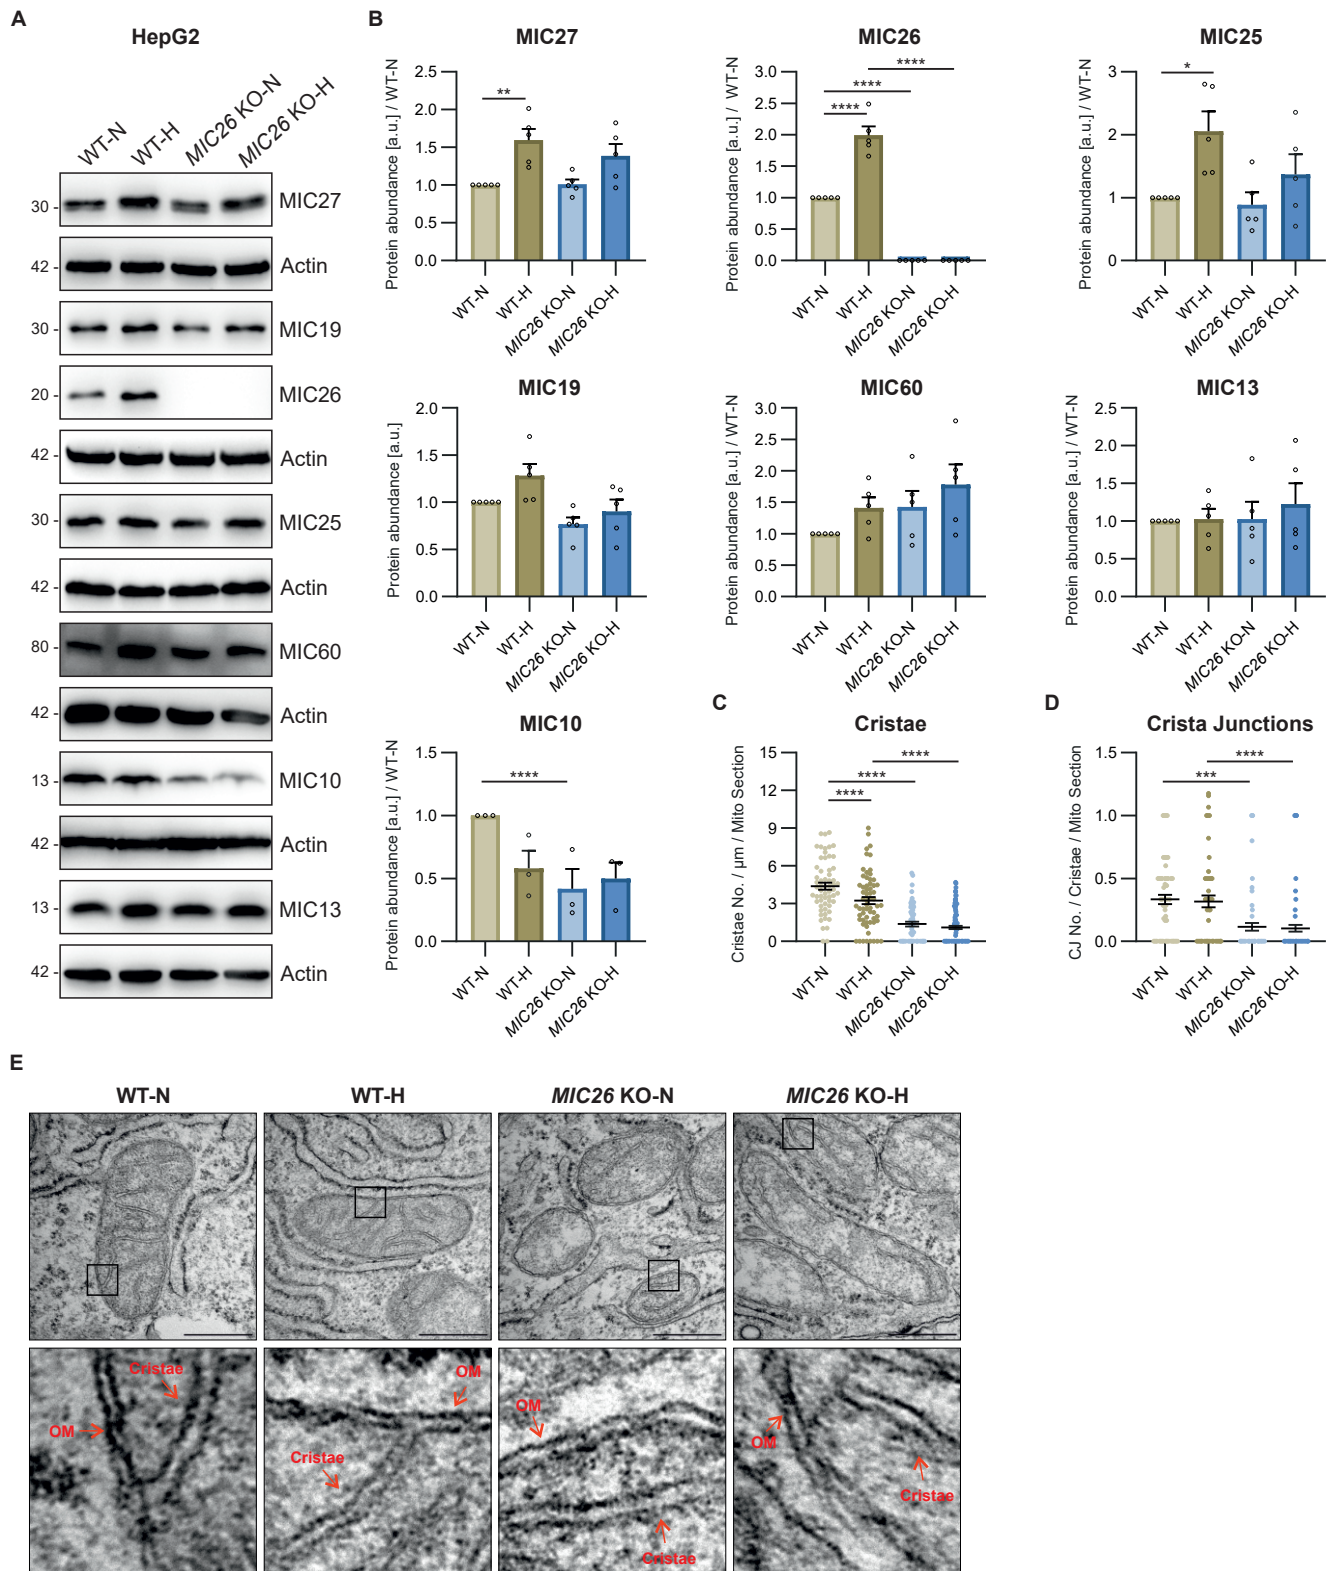 A
HepG2
WT-N
WT-H
MIC26 KO-N
MIC26 KO-H
30 - MIC27
42 - Actin
30 - MIC19
20 - MIC26
42 - Actin
30 - MIC25
42 - Actin
80 - MIC60
42 - Actin
13 - MIC10
42 - Actin
13 - MIC13
42 - Actin
B
MIC27
Protein abundance [a.u.] / WT-N
2.5
2.0
1.5
1.0
0.5
0.0
**
WT-N
WT-H
MIC26 KO-N
MIC26 KO-H
MIC26
Protein abundance [a.u.] / WT-N
3.0
2.5
2.0
1.5
1.0
0.5
0.0
****
****
****
WT-N
WT-H
MIC26 KO-N
MIC26 KO-H
MIC25
Protein abundance [a.u.] / WT-N
3
2
1
0
*
WT-N
WT-H
MIC26 KO-N
MIC26 KO-H
MIC19
Protein abundance [a.u.]
2.0
1.5
1.0
0.5
0.0
WT-N
WT-H
MIC26 KO-N
MIC26 KO-H
MIC60
Protein abundance [a.u.] / WT-N
3.0
2.5
2.0
1.5
1.0
0.5
0.0
WT-N
WT-H
MIC26 KO-N
MIC26 KO-H
MIC13
Protein abundance [a.u.] / WT-N
2.5
2.0
1.5
1.0
0.5
0.0
WT-N
WT-H
MIC26 KO-N
MIC26 KO-H
MIC10
Protein abundance [a.u.] / WT-N
1.5
1.0
0.5
0.0
****
WT-N
WT-H
MIC26 KO-N
MIC26 KO-H
C
Cristae
Cristae No. / µm / Mito Section
15
12
9
6
3
0
****
****
****
WT-N
WT-H
MIC26 KO-N
MIC26 KO-H
D
Crista Junctions
CJ No. / Cristae / Mito Section
1.5
1.0
0.5
0.0
****
***
WT-N
WT-H
MIC26 KO-N
MIC26 KO-H
E
WT-N
WT-H
MIC26 KO-N
MIC26 KO-H
Cristae
OM
OM
Cristae
OM
Cristae
OM
Cristae